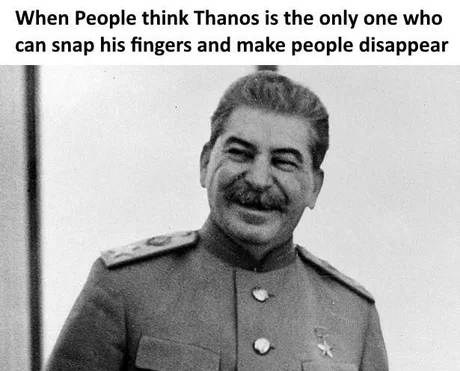 When People think Thanos is the only one who
can snap his fingers and make people disappear